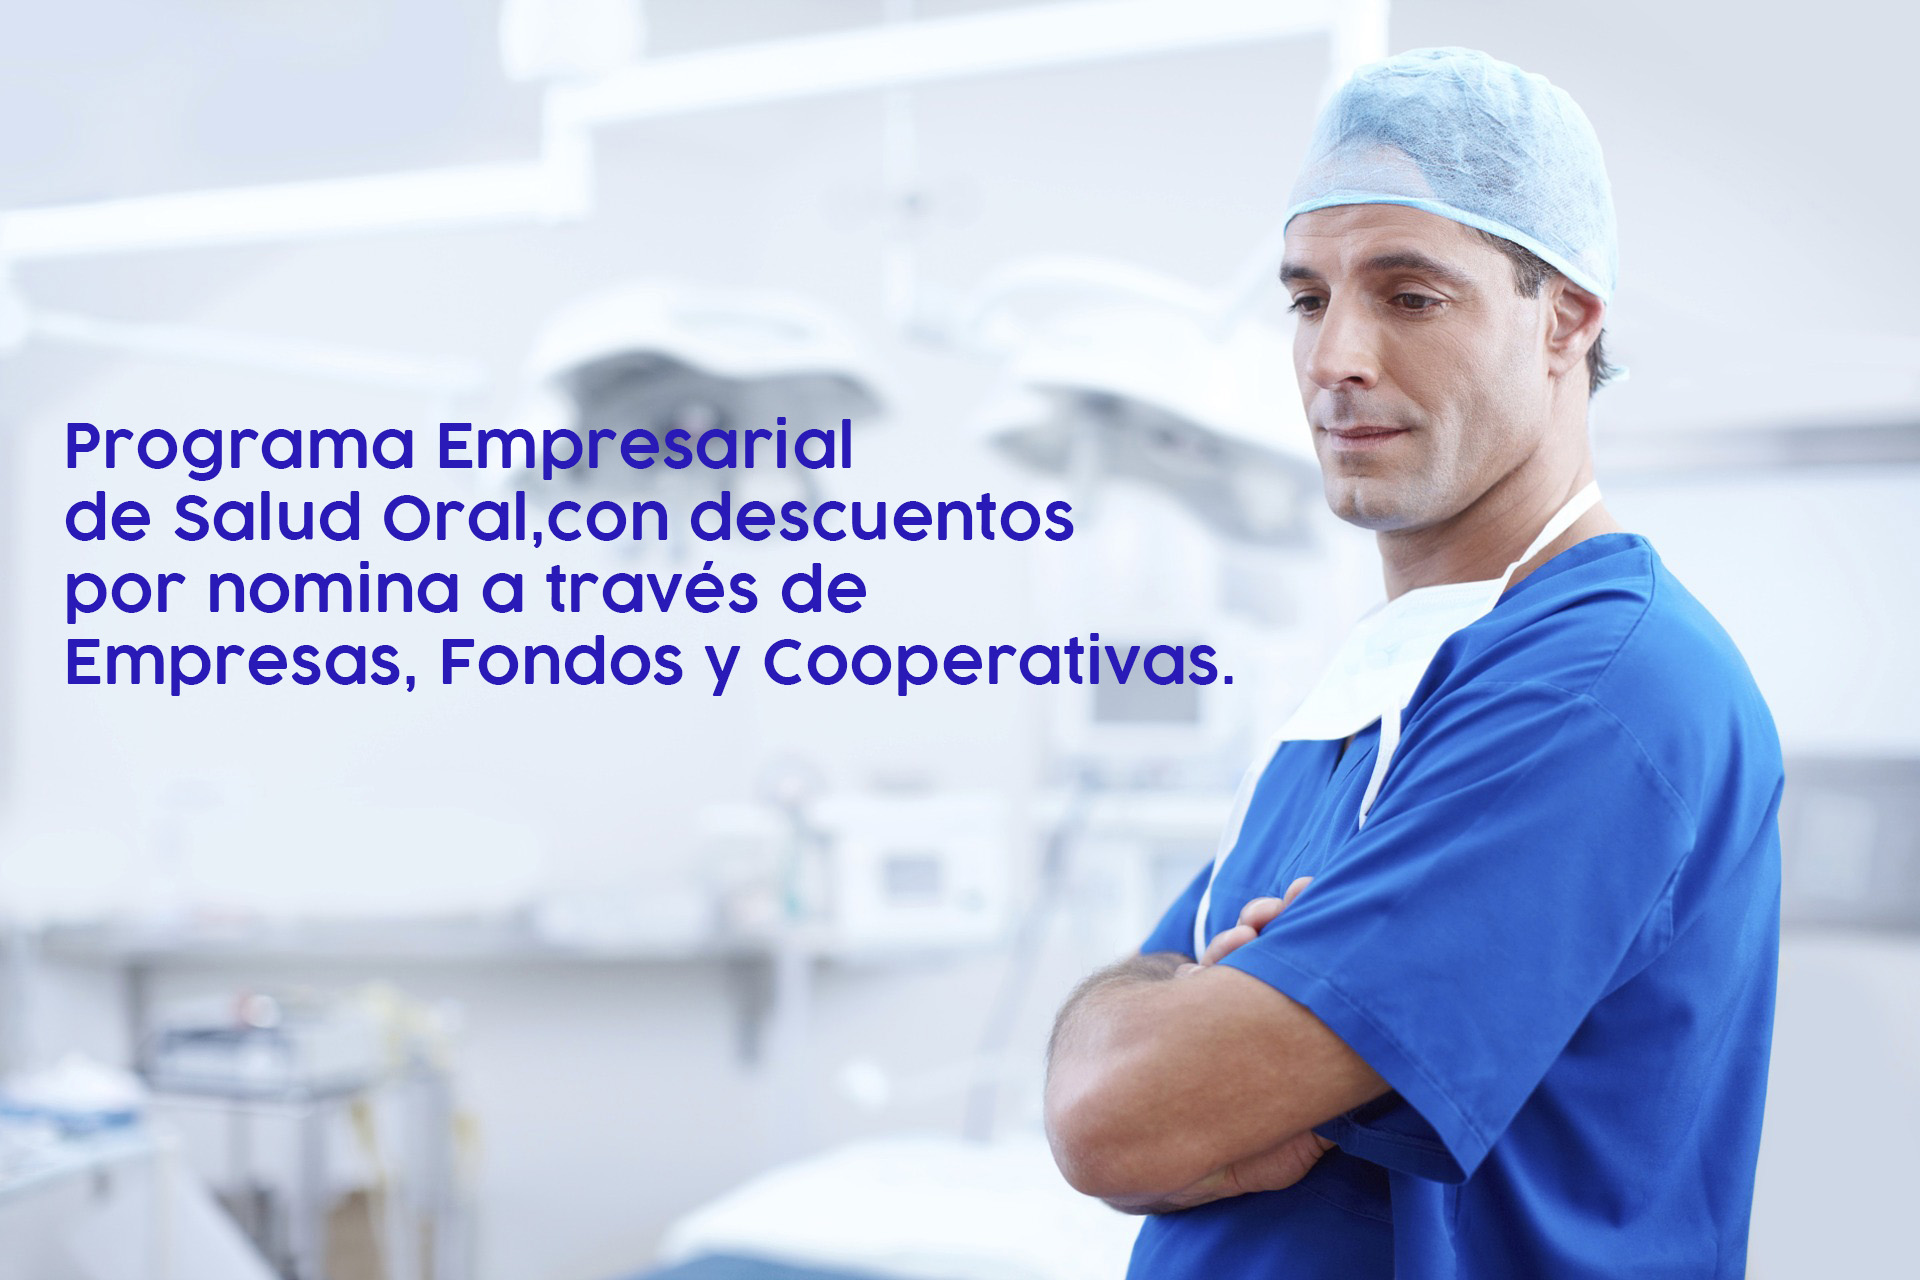 Programa Empresarial
de Salud Oral,con descuentos
por nomina a través de
Empresas, Fondos y Cooperativas.